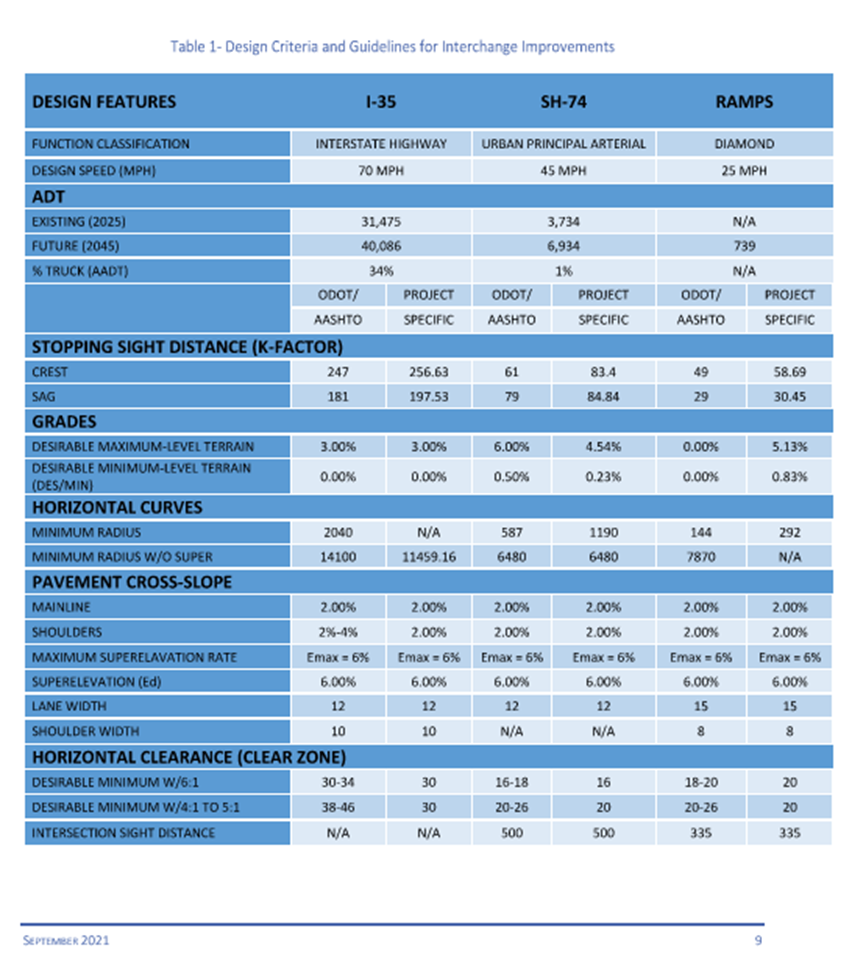 Table 1- Design Criteria and Guidelines for Interchange Improvements
DESIGN FEATURES I-35 SH-74 RAMPS
FUNCTION CLASSIFICATION INTERSTATE HIGHWAY URBAN PRINCIPAL ARTERIAL DIAMOND
DESIGN SPEED (MPH) 70 MPH 45 MPH 25 MPH
ADT
EXISTING (2025) 31,475 3,734 N/A
FUTURE (2045) 40,086 6,934 739
% TRUCK (AADT) 34% 1% N/A
ODOT/ PROJECT ODOT/ PROJECT ODOT/ PROJECT
AASHTO SPECIFIC AASHTO SPECIFIC AASHTO SPECIFIC
STOPPING SIGHT DISTANCE (K-FACTOR)
CREST 247 256.63 61 83.4 49 58.69
SAG 181 197.53 79 84.84 29 30.45
GRADES
DESIRABLE MAXIMUM-LEVEL TERRAIN 3.00% 3.00% 6.00% 4.54% 0.00% 5.13%
DESIRABLE MINIMUM-LEVEL TERRAIN
(DES/MIN) 0.00% 0.00% 0.50% 0.23% 0.00% 0.83%
HORIZONTAL CURVES
MINIMUM RADIUS 2040 N/A 587 1190 144 292
MINIMUM RADIUS W/O SUPER 14100 11459.16 6480 6480 7870 N/A
PAVEMENT CROSS-SLOPE
MAINLINE 2.00% 2.00% 2.00% 2.00% 2.00% 2.00%
SHOULDERS 2%-4% 2.00% 2.00% 2.00% 2.00% 2.00%
MAXIMUM SUPERELAVATION RATE Emax = 6% Emax = 6% Emax = 6% Emax = 6% Emax = 6% Emax = 6%
SUPERELEVATION (Ed) 6.00% 6.00% 6.00% 6.00% 6.00% 6.00%
LANE WIDTH 12 12 12 12 15 15
SHOULDER WIDTH 10 10 N/A N/A 8 8
HORIZONTAL CLEARANCE (CLEAR ZONE)
DESIRABLE MINIMUM W/6:1 30-34 30 16-18 16 18-20 20
DESIRABLE MINIMUM W/4:1 TO 5:1 38-46 30 20-26 20 20-26 20
INTERSECTION SIGHT DISTANCE N/A N/A 500 500 335 335
SEPTEMBER 2021 9